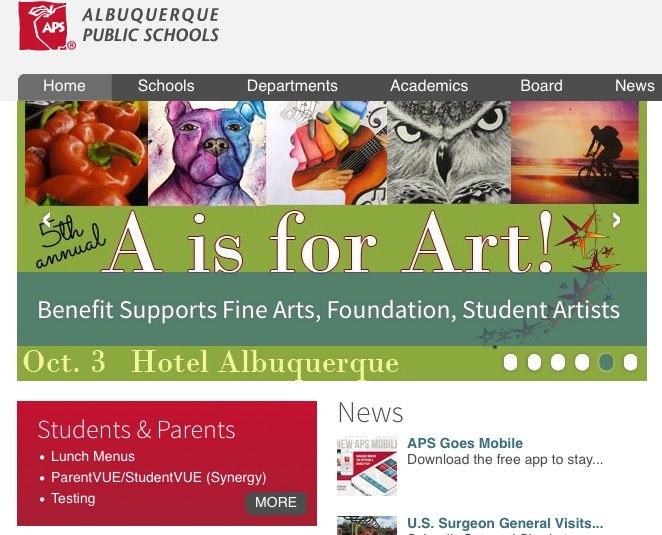 APS
®
ALBUQUERQUE
PUBLIC SCHOOLS
Home Schools Departments Academics Board News
5th
annual
A is for Art!
Benefit Supports Fine Arts, Foundation, Student Artists
Oct. 3 Hotel Albuquerque
Students & Parents
• Lunch Menus
• ParentVUE/StudentVUE (Synergy)
• Testing
MORE
News
NEW APS MOBIL
APS Goes Mobile
Download the free app to stay...
U.S. Surgeon General Visits...